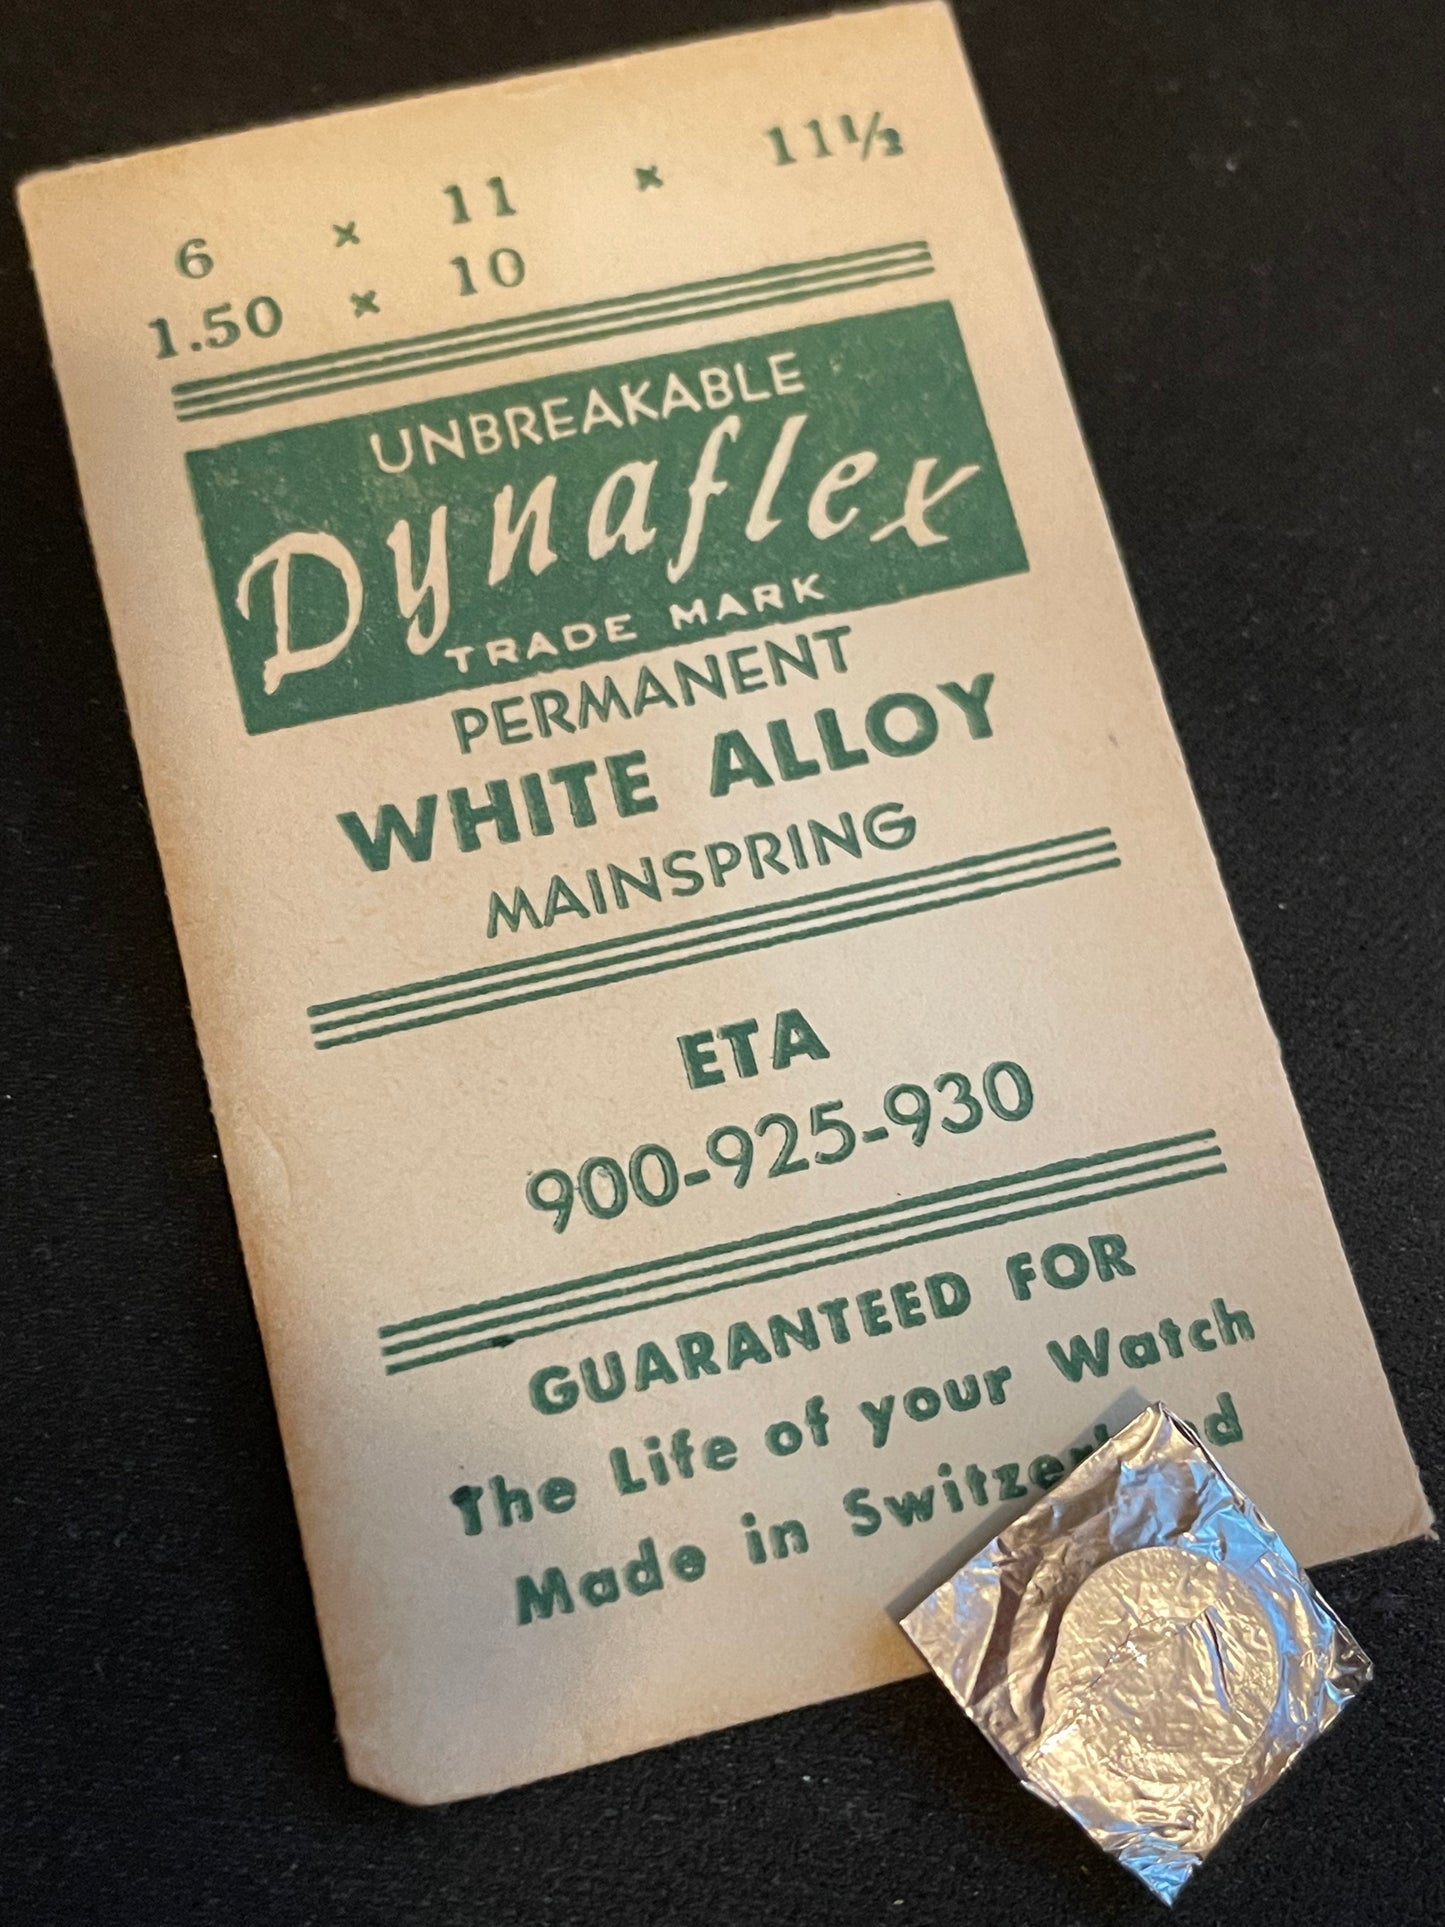 6 × 11 × 11½
1.50 × 10
UNBREAKABLE
Dynaflex
TRADE MARK
PERMANENT
WHITE ALLOY
MAINSPRING
ETA
900-925-930
GUARANTEED FOR
The Life of your Watch
Made in Switzerland